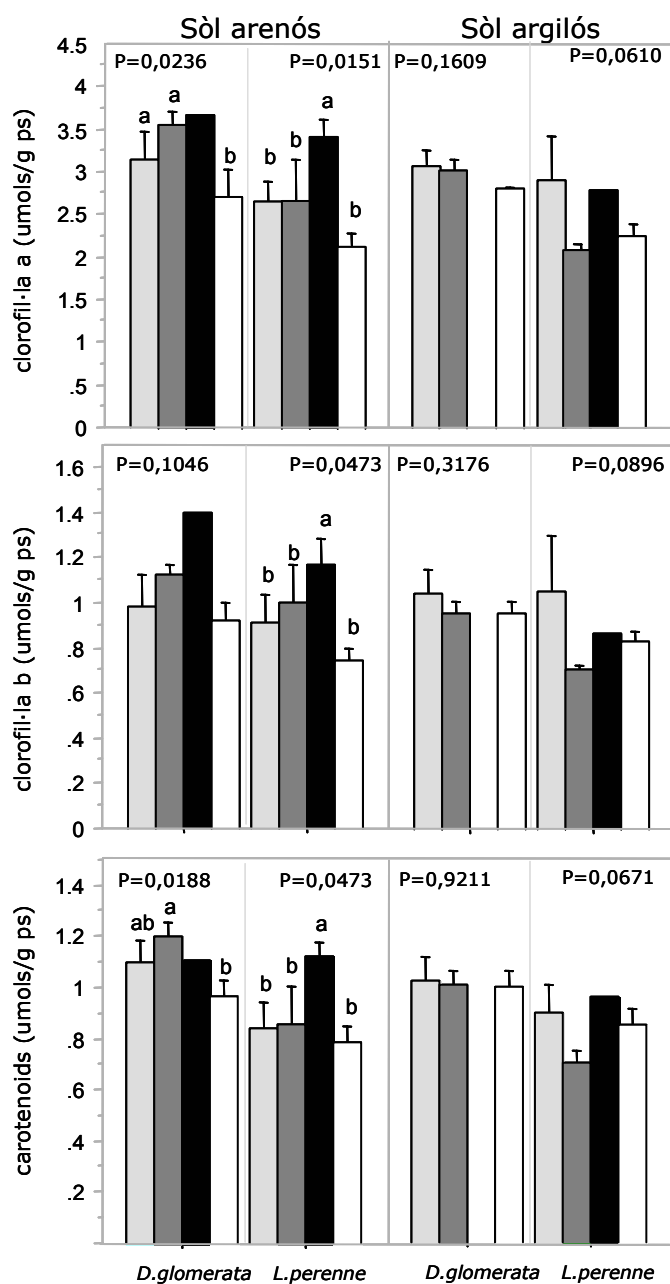 Sòl arenós Sòl argilós
4.5
4
3.5
3
2.5
2
1.5
1
.5
0
clorofil·la a (umols/g ps)
P=0,0236 P=0,0151 P=0,1609 P=0,0610
a a b b b a b
1.6
1.4
1.2
1
.8
.6
.4
.2
0
clorofil·la b (umols/g ps)
P=0,1046 P=0,0473 P=0,3176 P=0,0896
b b a b
1.4
1.2
1
.8
.6
.4
.2
carotenoids (umols/g ps)
P=0,0188 P=0,0473 P=0,9211 P=0,0671
ab a b b b a b
D.glomerata L.perenne D.glomerata L.perenne